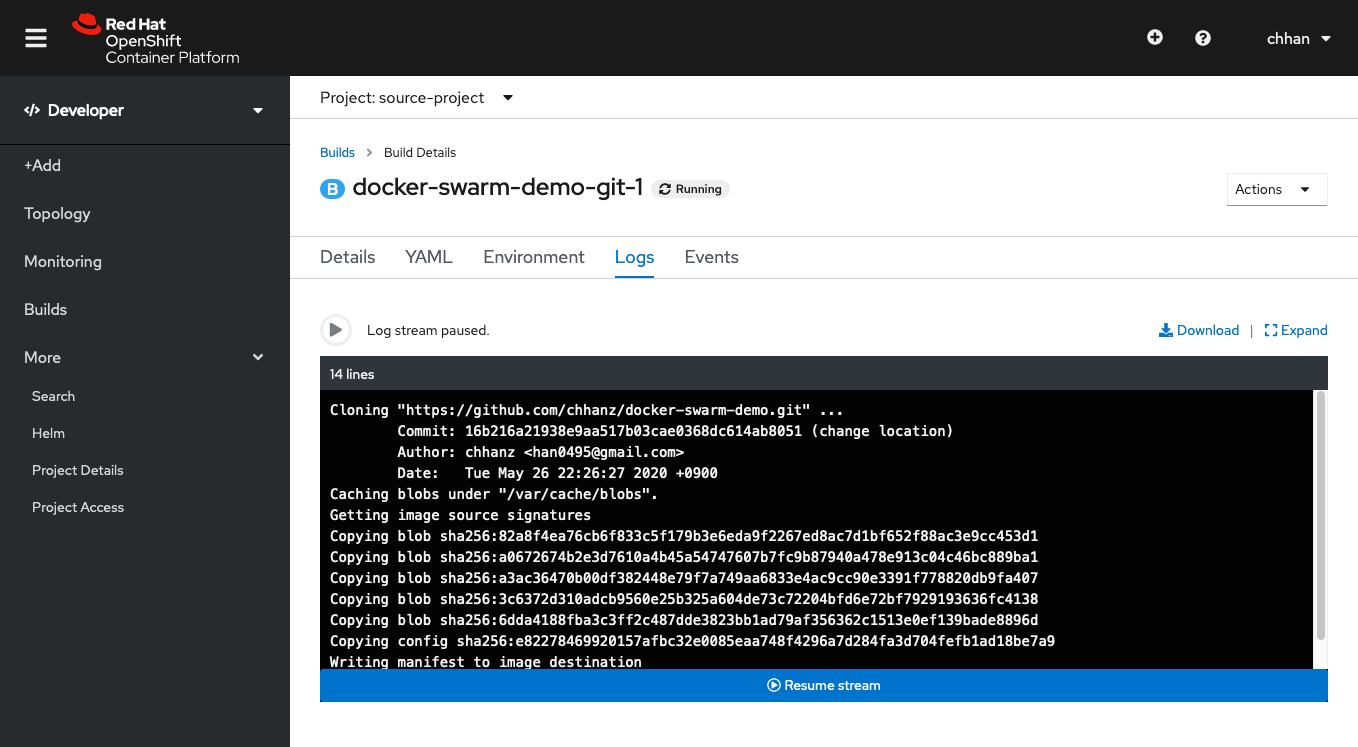 Red Hat
OpenShift
Container Platform
chhan
Developer
+Add
Topology
Monitoring
Builds
More
Search
Helm
Project Details
Project Access
Project: source-project
Builds > Build Details
B docker-swarm-demo-git-1 Running
Actions
Details YAML Environment Logs Events
Log stream paused.
Download | Expand
14 lines
Cloning "https://github.com/chhanz/docker-swarm-demo.git" ...
Commit: 16b216a21938e9aa517b03cae0368dc614ab8051 (change location)
Author: chhanz <han0495@gmail.com>
Date: Tue May 26 22:26:27 2020 +0900
Caching blobs under "/var/cache/blobs".
Getting image source signatures
Copying blob sha256:82a8f4ea76cb6f833c5f179b3e6eda9f2267ed8ac7d1bf652f88ac3e9cc453d1
Copying blob sha256:a0672674b2e3d7610a4b45a54747607b7fc9b87940a478e913c04c46bc889ba1
Copying blob sha256:a3ac36470b00df382448e79f7a749aa6833e4ac9cc90e3391f778820db9fa407
Copying blob sha256:3c6372d310adcb9560e25b325a604de73c72204bfd6e72bf7929193636fc4138
Copying blob sha256:6dda4188fba3c3ff2c487dde3823bb1ad79af356362c1513e0ef139bade8896d
Copying config sha256:e82278469920157afbc32e0085eaa748f4296a7d284fa3d704fefb1ad18be7a9
Writing manifest to image destination
Resume stream